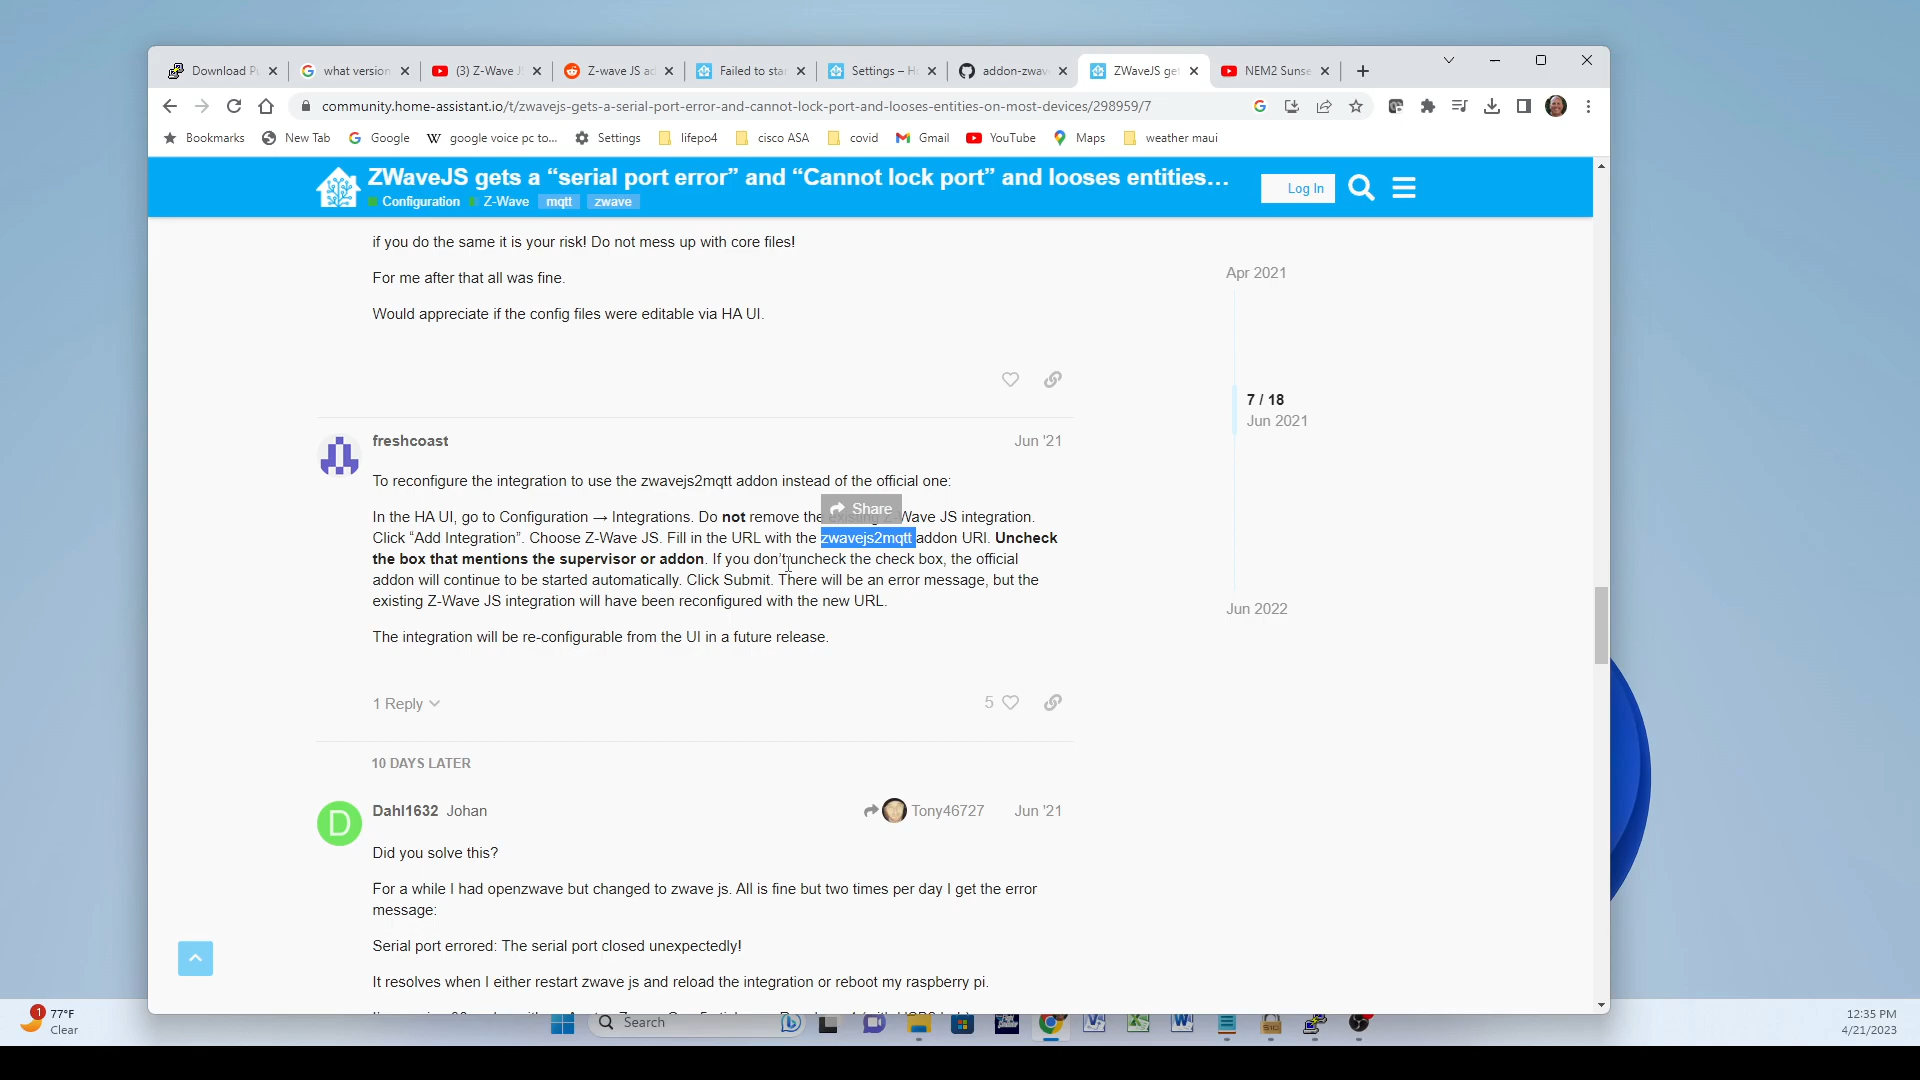 Download P
what version
(3) Z-Wave J
Z-wave JS ad
Failed to star
Settings – H
addon-zwav
ZWaveJS get
NEM2 Sunse
community.home-assistant.io/t/zwavejs-gets-a-serial-port-error-and-cannot-lock-port-and-looses-entities-on-most-devices/298959/7
Bookmarks
New Tab
Google
google voice pc to...
Settings
lifepo4
cisco ASA
covid
Gmail
YouTube
Maps
weather maui
ZWaveJS gets a “serial port error” and “Cannot lock port” and looses entities…
Configuration Z-Wave mqtt zwave
Log In
if you do the same it is your risk! Do not mess up with core files!
For me after that all was fine.
Would appreciate if the config files were editable via HA UI.
Apr 2021
7 / 18
Jun 2021
Jun 2022
freshcoast
Jun '21
To reconfigure the integration to use the zwavejs2mqtt addon instead of the official one:
Share
In the HA UI, go to Configuration → Integrations. Do not remove the existing Z-Wave JS integration.
Click “Add Integration”. Choose Z-Wave JS. Fill in the URL with the zwavejs2mqtt addon URI. Uncheck
the box that mentions the supervisor or addon. If you don’t uncheck the check box, the official
addon will continue to be started automatically. Click Submit. There will be an error message, but the
existing Z-Wave JS integration will have been reconfigured with the new URL.
The integration will be re-configurable from the UI in a future release.
1 Reply
5
10 DAYS LATER
D
Dahl1632 Johan
Tony46727
Jun '21
Did you solve this?
For a while I had openzwave but changed to zwave js. All is fine but two times per day I get the error
message:
Serial port errored: The serial port closed unexpectedly!
It resolves when I either restart zwave js and reload the integration or reboot my raspberry pi.
1
77°F
Clear
Search
12:35 PM
4/21/2023